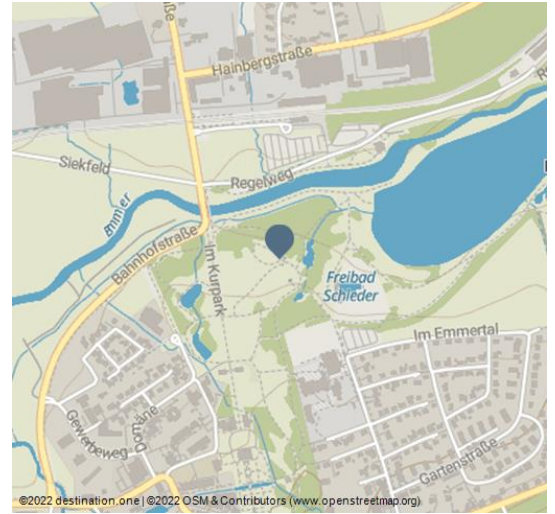 Hainbergstraße
Siekfeld
Regelweg
Emmer
Bahnhofstraße
Im Kurpark
Freibad
Schieder
Im Emmertal
Gewerbeweg
Domäne
Gartenstraße
©2022 destination.one | ©2022 OSM & Contributors (www.openstreetmap.org)